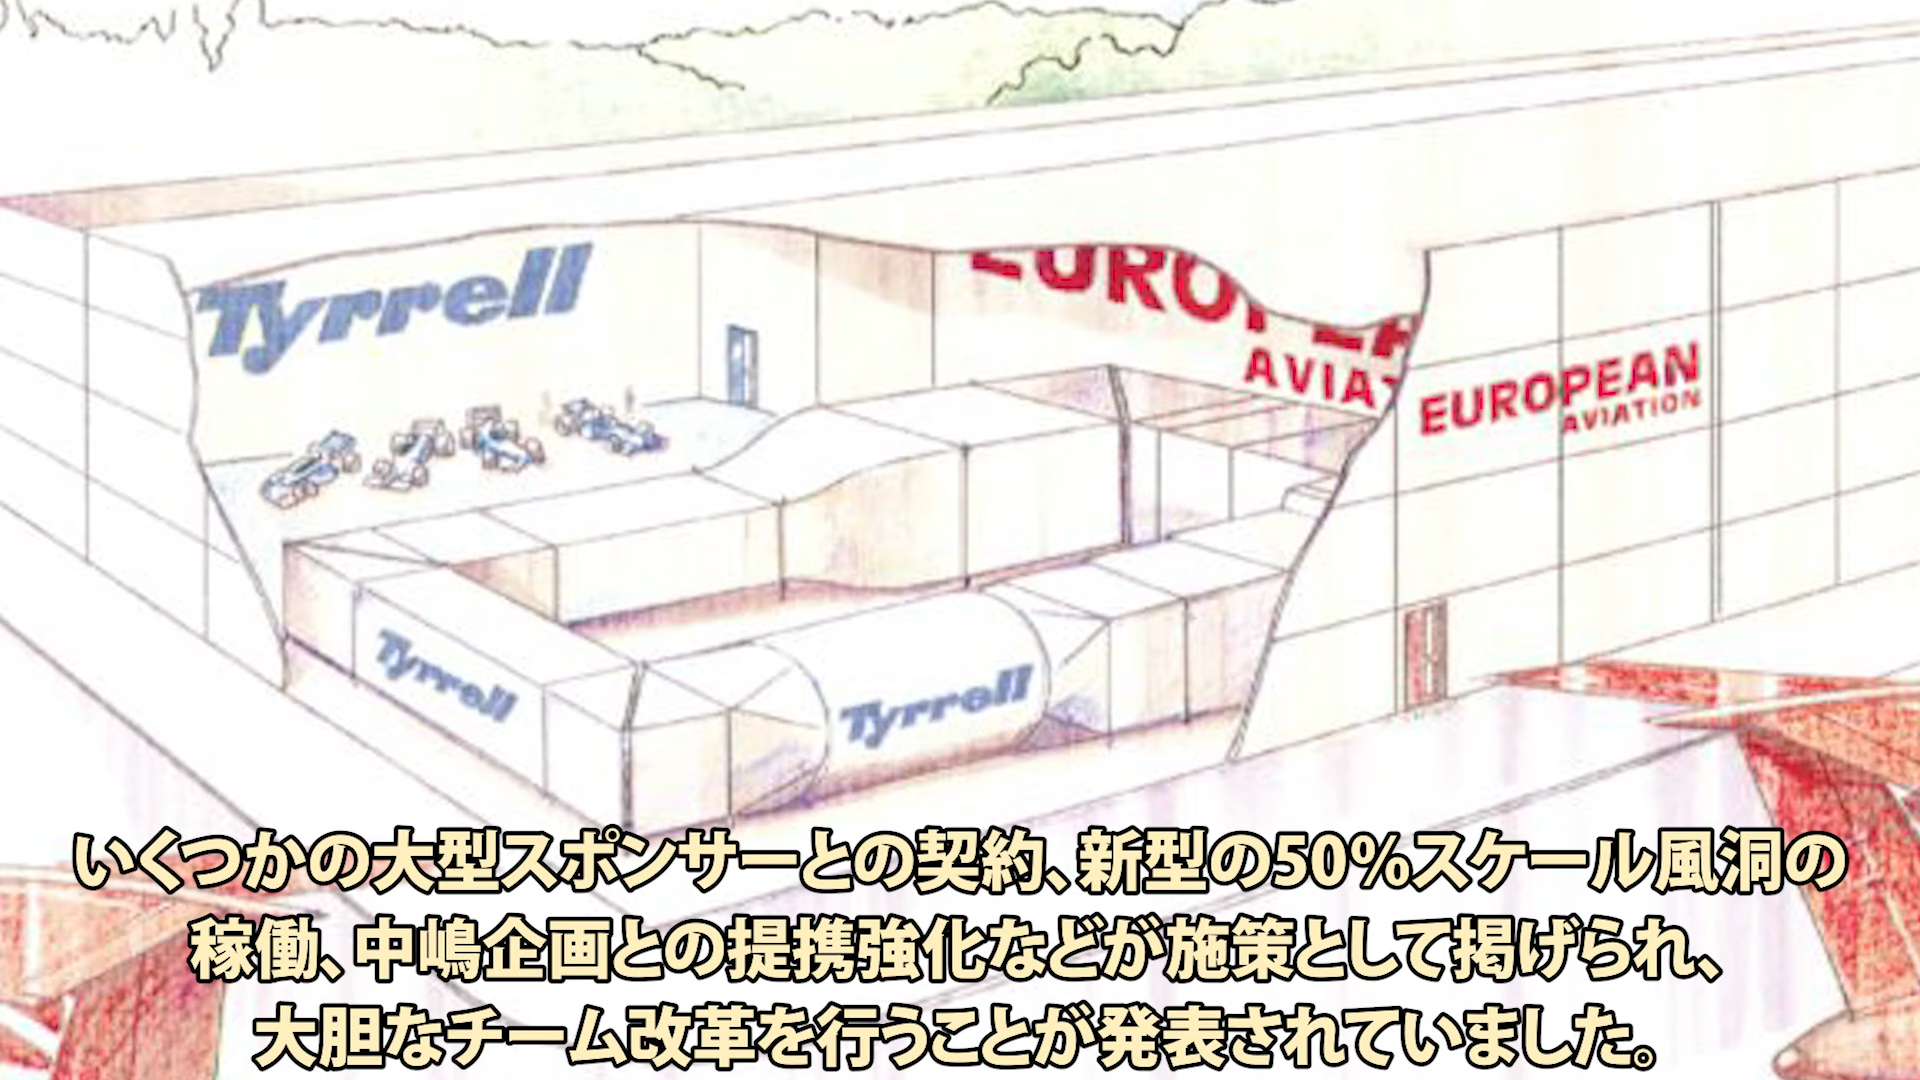 Tyrrell
EUROPEA
AVIAT
EUROPEAN
AVIATION
Tyrrell
Tyrrell
いくつかの大型スポンサーとの契約、新型の50%スケール風洞の
稼働、中嶋企画との提携強化などが施策として掲げられ、
大胆なチーム改革を行うことが発表されていました。